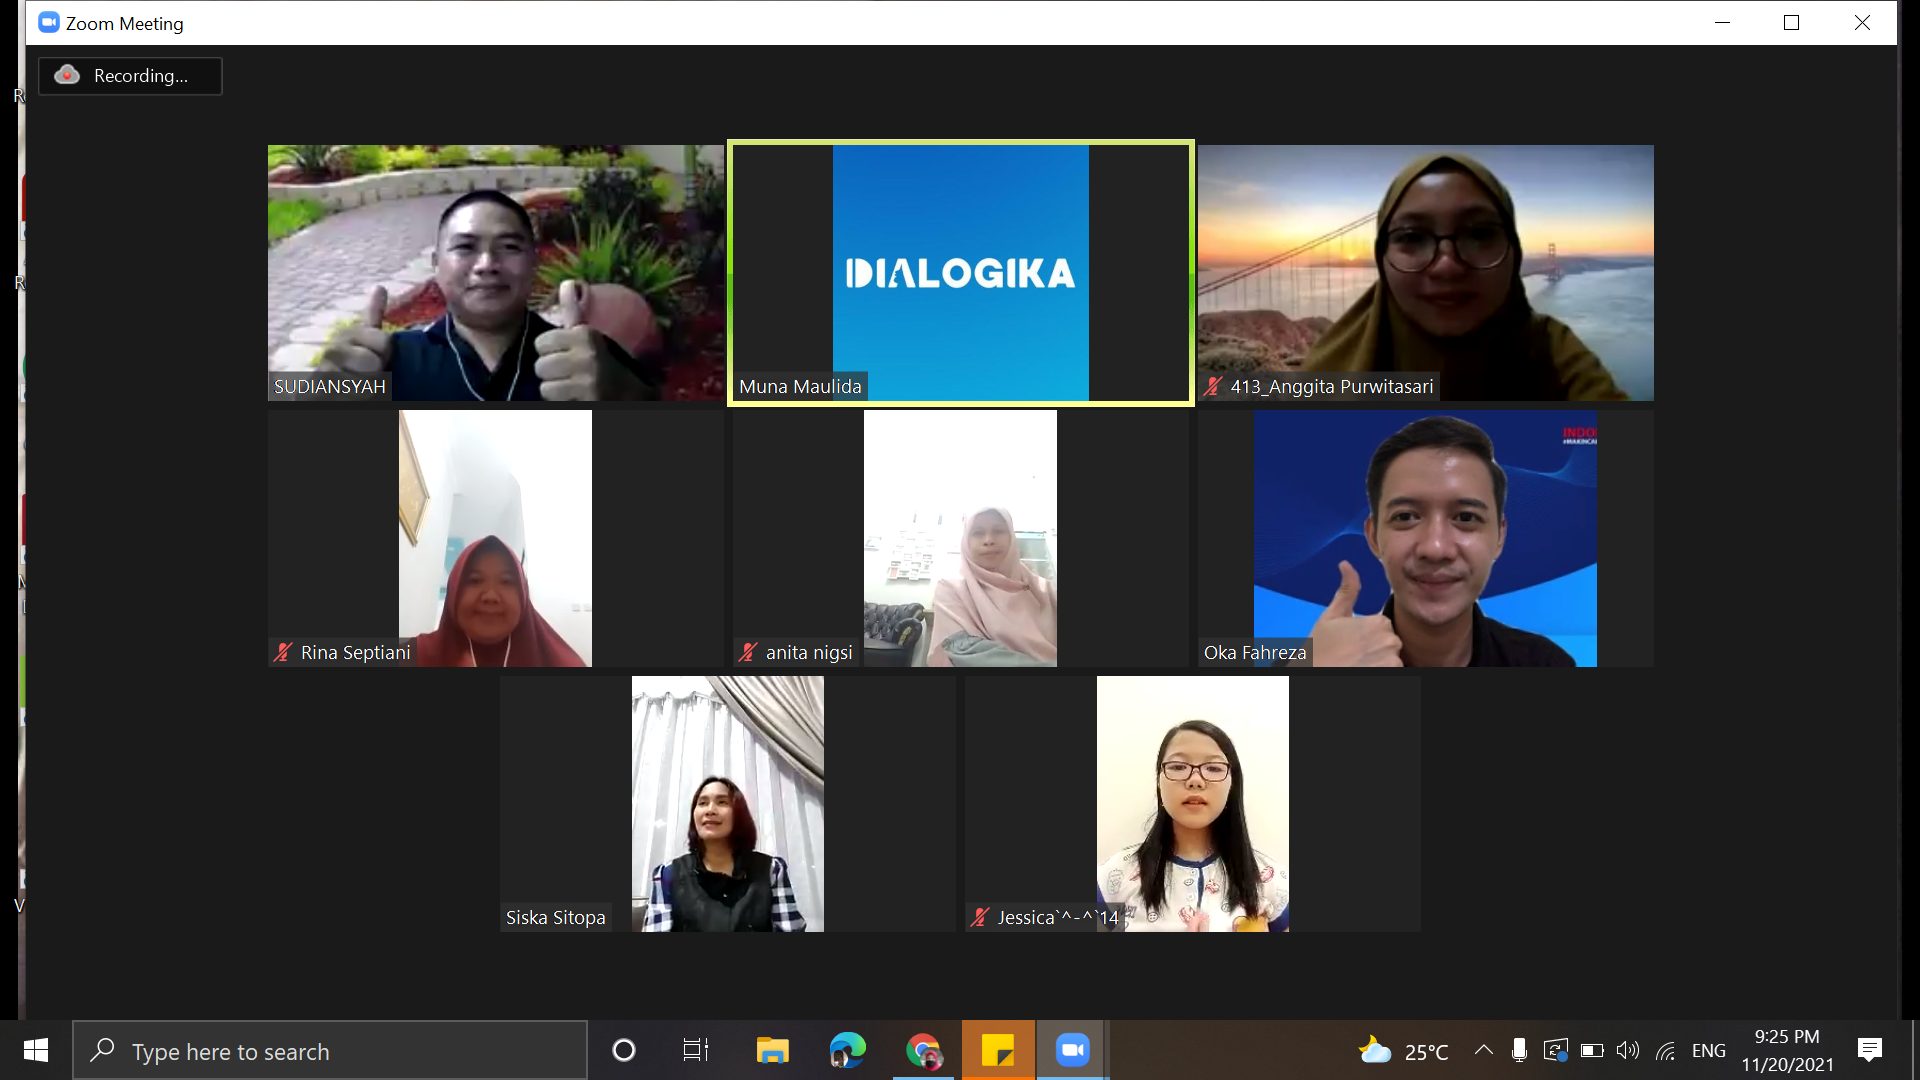 Zoom Meeting
Recording...
DIALOGIKA
SUDIANSYAH
Muna Maulida
413_Anggita Purwitasari
Rina Septiani
anita nigsi
Oka Fahreza
Siska Sitopa
Jessica`^-^`14
Type here to search
25°C
ENG
9:25 PM
11/20/2021